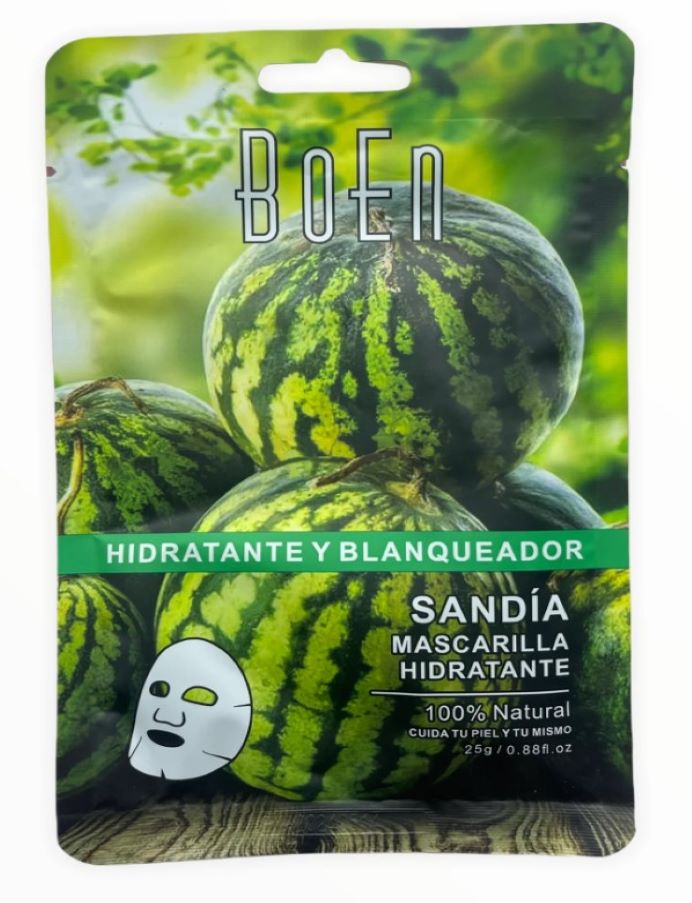 BoEn
HIDRATANTE Y BLANQUEADOR
SANDÍA
MASCARILLA
HIDRATANTE
100% Natural
CUIDA TU PIEL Y TU MISMO
25g / 0.88fl.oz